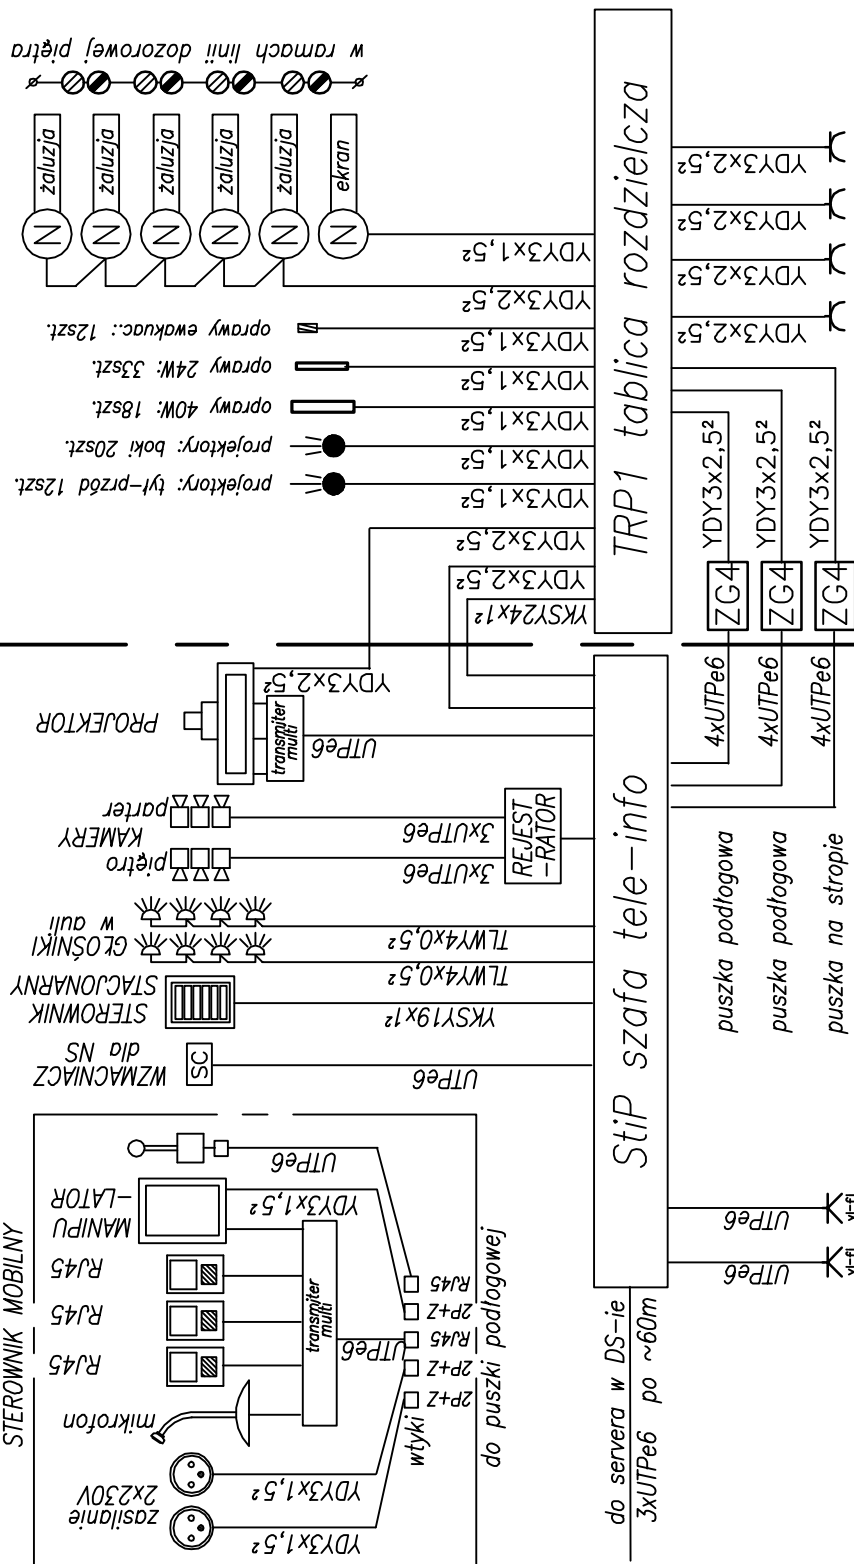 w ramach linii dozorowej piętra
żaluzja
żaluzja
żaluzja
żaluzja
żaluzja
ekran
N
N
N
N
N
N
YDY3x1,5²
YDY3x2,5²
oprawy ewakuac.: 12szt.
YDY3x1,5²
oprawy 24W: 33szt.
YDY3x1,5²
oprawy 40W: 18szt.
YDY3x1,5²
projektory: boki 20szt.
YDY3x1,5²
projektory: tył-przód 12szt.
YDY3x1,5²
YDY3x2,5²
YDY3x2,5²
YKSY24x1²
TRP1 tablica rozdzielcza
YDY3x2,5²
YDY3x2,5²
YDY3x2,5²
YDY3x2,5²
YDY3x2,5²
YDY3x2,5²
YDY3x2,5²
ZG4
ZG4
ZG4
4xUTPe6
4xUTPe6
4xUTPe6
puszka podłogowa
puszka podłogowa
puszka na stropie
PROJEKTOR
YDY3x2,5²
transmiter
multi
UTPe6
KAMERY
parter
piętro
3xUTPe6
3xUTPe6
REJEST
-RATOR
GŁOŚNIKI
w auli
TLWY4x0,5²
TLWY4x0,5²
STEROWNIK
STACJONARNY
YKSY19x1²
WZMACNIACZ
dla NS
SC
UTPe6
StiP szafa tele-info
UTPe6
UTPe6
do servera w DS-ie
3xUTPe6 po ~60m
STEROWNIK MOBILNY
UTPe6
MANIPU
-LATOR
YDY3x1,5²
RJ45
RJ45
RJ45
transmiter
multi
UTPe6
mikrofon
zasilanie
2x230V
YDY3x1,5²
YDY3x1,5²
RJ45
2P+Z
RJ45
2P+Z
2P+Z
wtyki
do puszki podłogowej